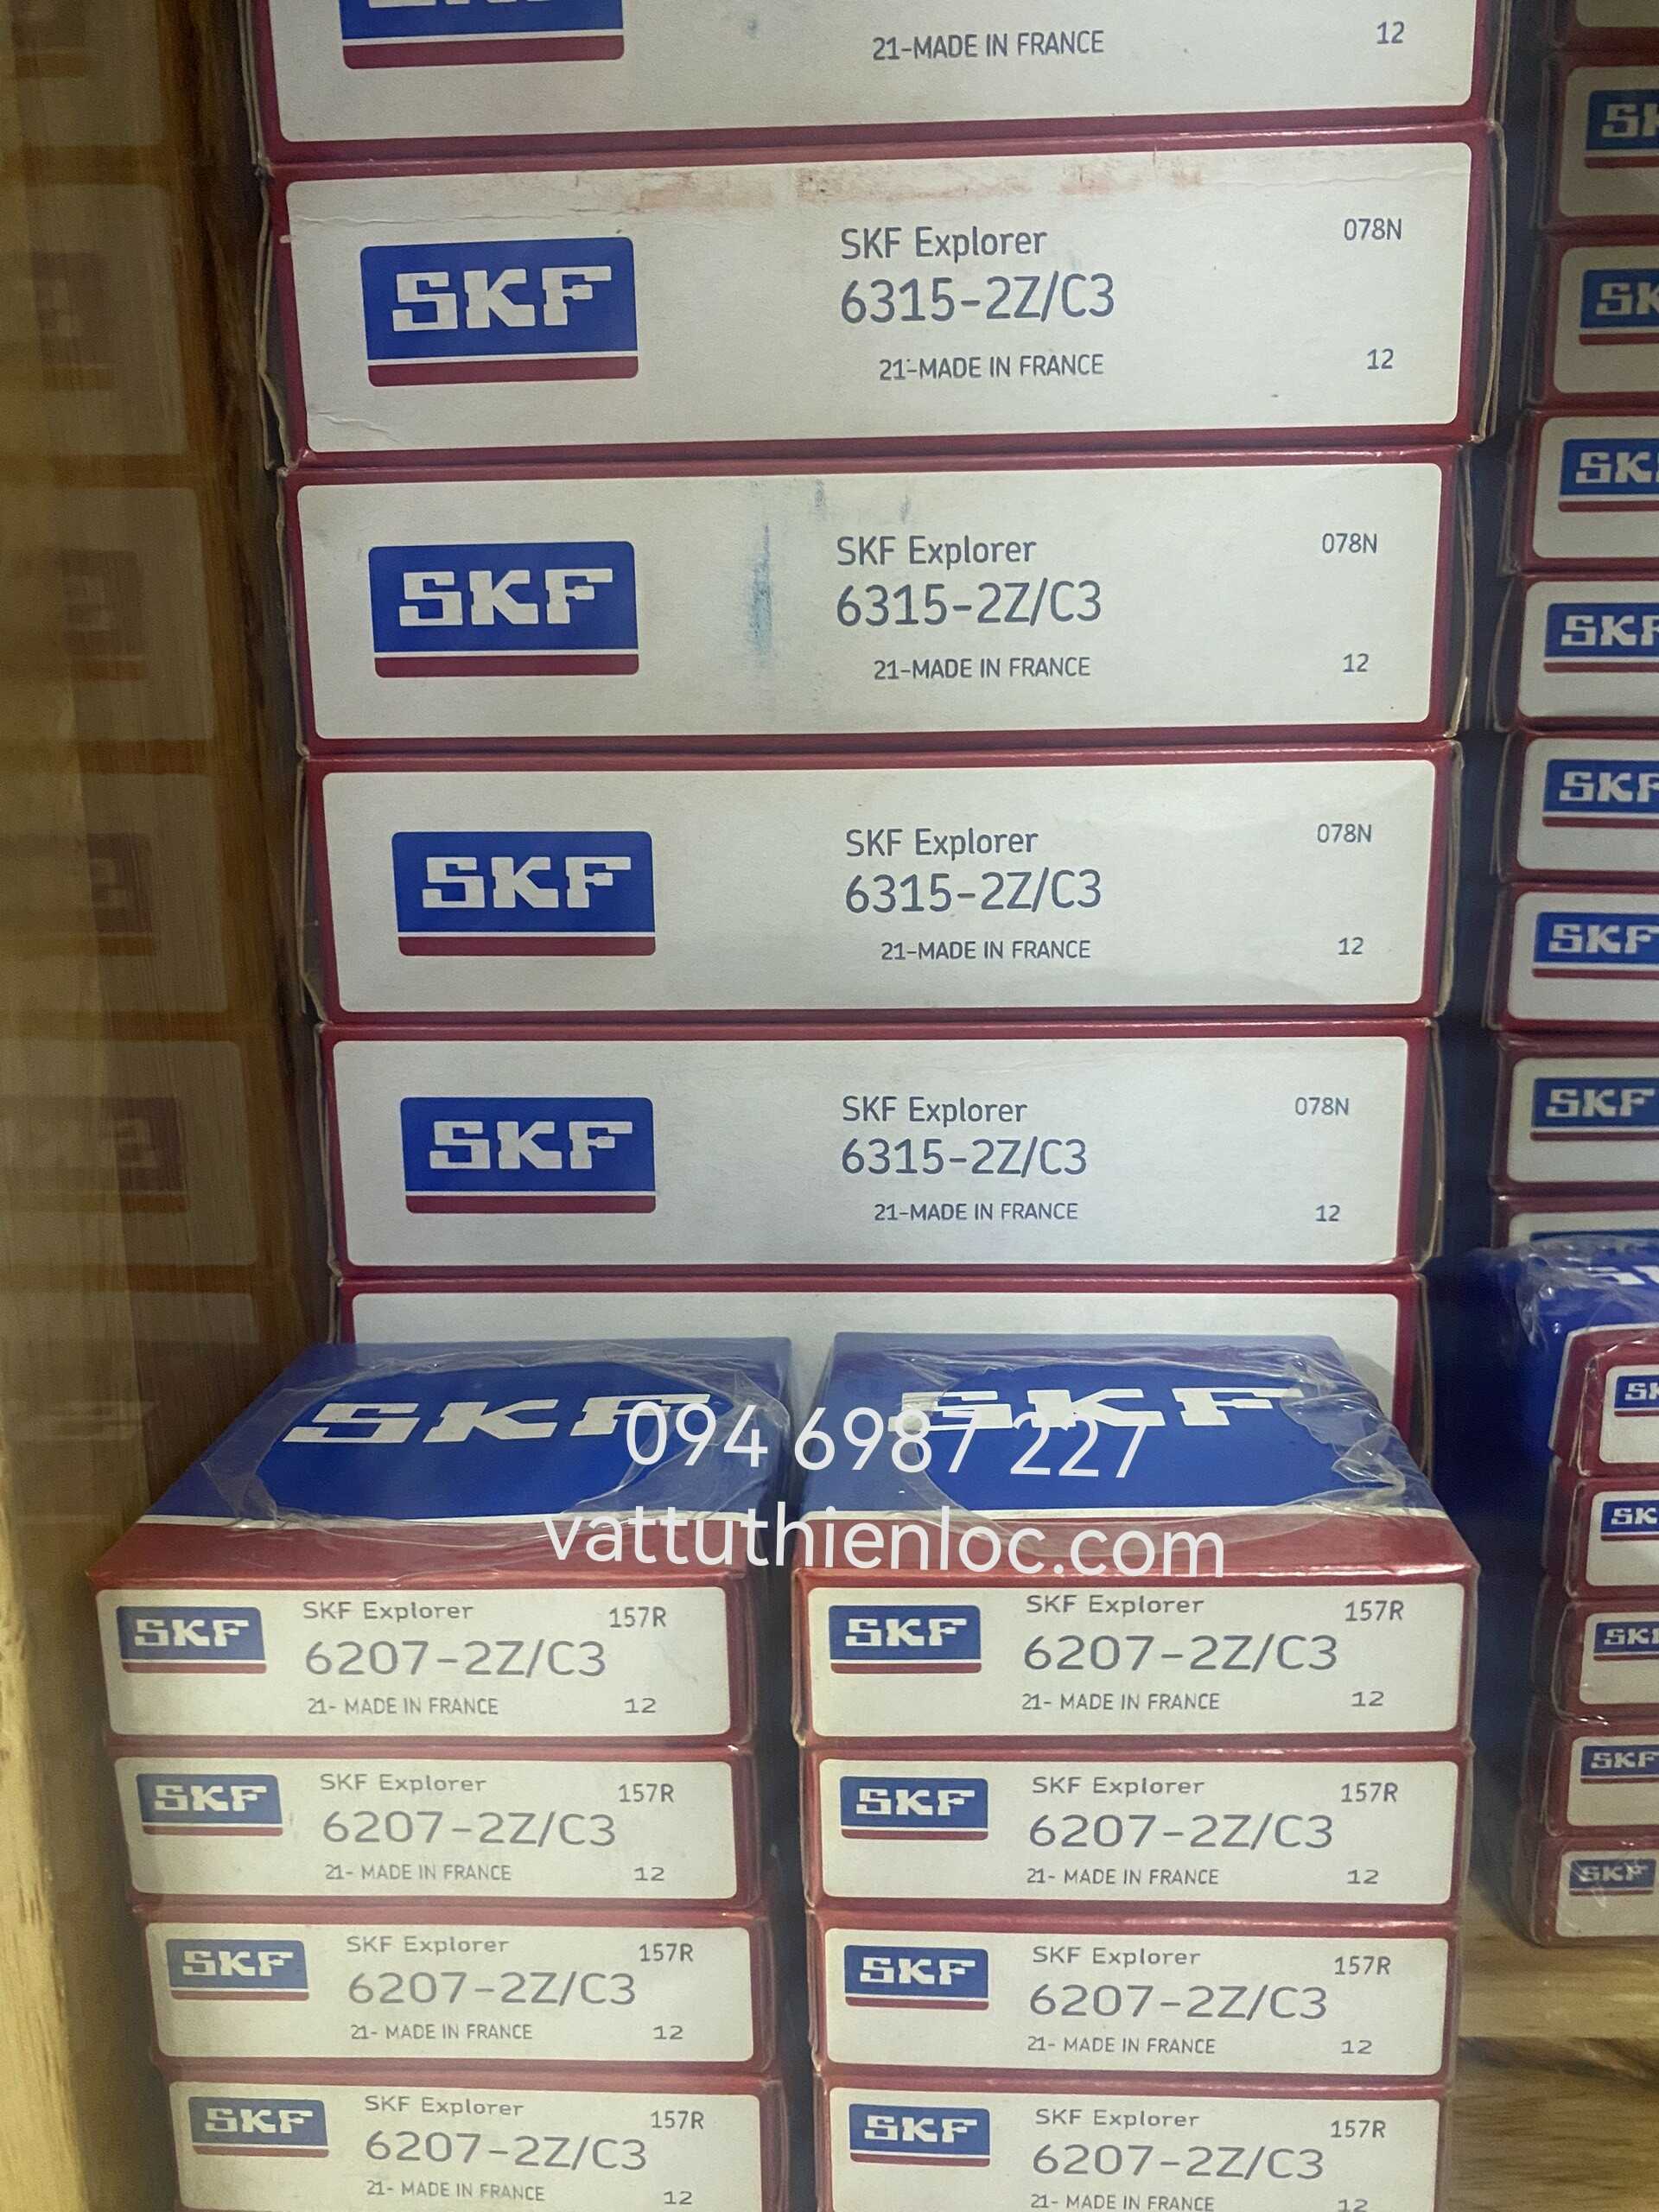 21-MADE IN FRANCE
12
SKF
SKF Explorer
078N
6315-2Z/C3
21-MADE IN FRANCE
12
SKF
SKF Explorer
078N
6315-2Z/C3
21-MADE IN FRANCE
12
SKF
SKF Explorer
078N
6315-2Z/C3
21-MADE IN FRANCE
12
SKF
SKF Explorer
078N
6315-2Z/C3
21-MADE IN FRANCE
12
SKF
SKF
094 6987 227
vattuthienloc.com
SKF
SKF Explorer
157R
6207-2Z/C3
21- MADE IN FRANCE
12
SKF
SKF Explorer
157R
6207-2Z/C3
21- MADE IN FRANCE
12
SKF
SKF Explorer
157R
6207-2Z/C3
21- MADE IN FRANCE
12
SKF
SKF Explorer
157R
6207-2Z/C3
21- MADE IN FRANCE
12
SKF
SKF Explorer
157R
6207-2Z/C3
21- MADE IN FRANCE
12
SKF
SKF Explorer
157R
6207-2Z/C3
21- MADE IN FRANCE
12
SKF
SKF Explorer
157R
6207-2Z/C3
21- MADE IN FRANCE
12
SKF
SKF Explorer
157R
6207-2Z/C3
21- MADE IN FRANCE
12
SKF
SKF
SKF
SKF
SKF
SKF